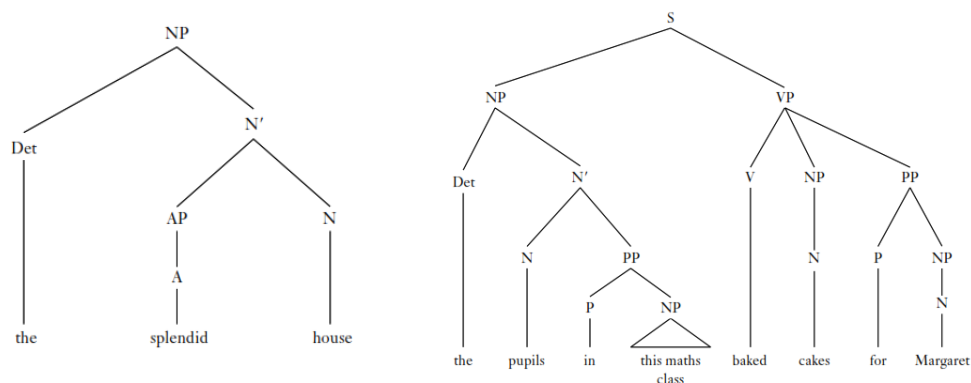 NP
Det
N′
AP
N
A
the splendid house
S
NP VP
Det N′ V NP PP
N PP N P NP
P NP N
the pupils in this maths class baked cakes for Margaret